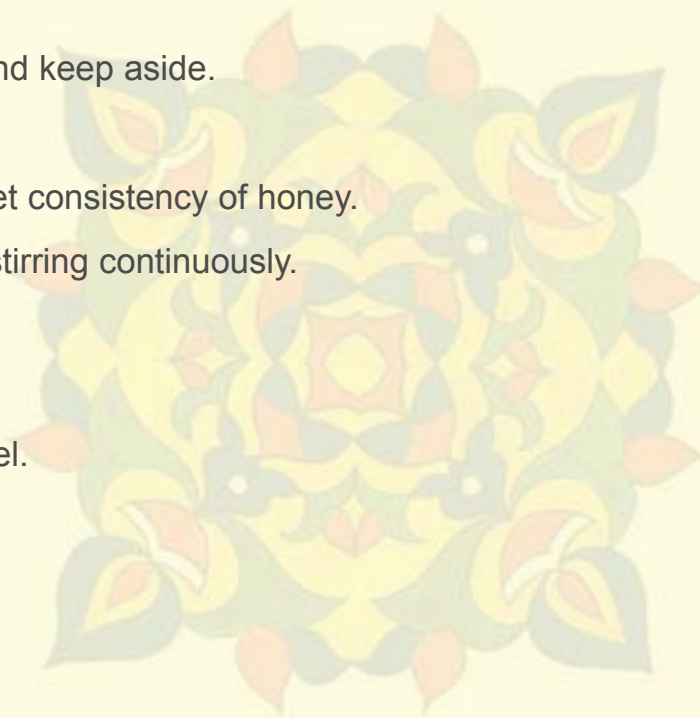 nd keep aside.
et consistency of honey.
stirring continuously.
el.